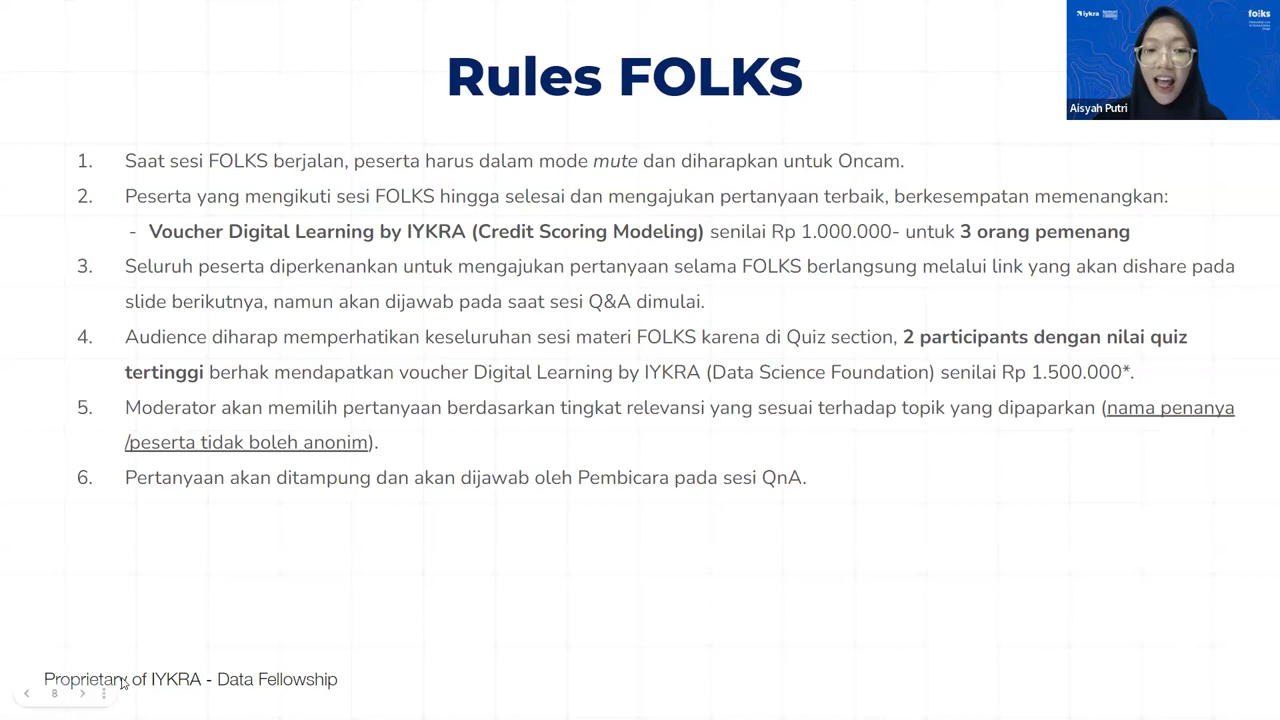 iykra
folks
Rules FOLKS
Aisyah Putri
1. Saat sesi FOLKS berjalan, peserta harus dalam mode mute dan diharapkan untuk Oncam.
2. Peserta yang mengikuti sesi FOLKS hingga selesai dan mengajukan pertanyaan terbaik, berkesempatan memenangkan:
- Voucher Digital Learning by IYKRA (Credit Scoring Modeling) senilai Rp 1.000.000- untuk 3 orang pemenang
3. Seluruh peserta diperkenankan untuk mengajukan pertanyaan selama FOLKS berlangsung melalui link yang akan dishare pada
slide berikutnya, namun akan dijawab pada saat sesi Q&A dimulai.
4. Audience diharap memperhatikan keseluruhan sesi materi FOLKS karena di Quiz section, 2 participants dengan nilai quiz
tertinggi berhak mendapatkan voucher Digital Learning by IYKRA (Data Science Foundation) senilai Rp 1.500.000*.
5. Moderator akan memilih pertanyaan berdasarkan tingkat relevansi yang sesuai terhadap topik yang dipaparkan (nama penanya
/peserta tidak boleh anonim).
6. Pertanyaan akan ditampung dan akan dijawab oleh Pembicara pada sesi QnA.
Proprietary of IYKRA - Data Fellowship
8